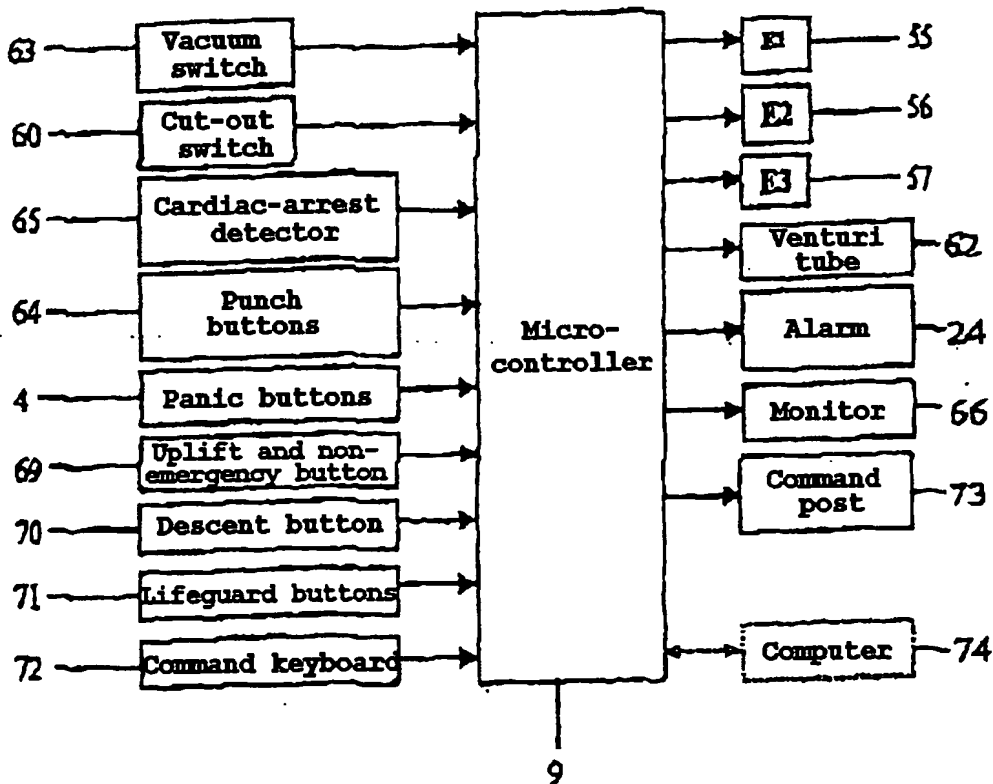 63
Vacuum
switch
60
Cut-out
switch
65
Cardiac-arrest
detector
64
Punch
buttons
4
Panic buttons
69
Uplift and non-
emergency button
70
Descent button
71
Lifeguard buttons
72
Command keyboard
Micro-
controller
9
E1
55
E2
56
E3
57
Venturi
tube
62
Alarm
24
Monitor
66
Command
post
73
Computer
74